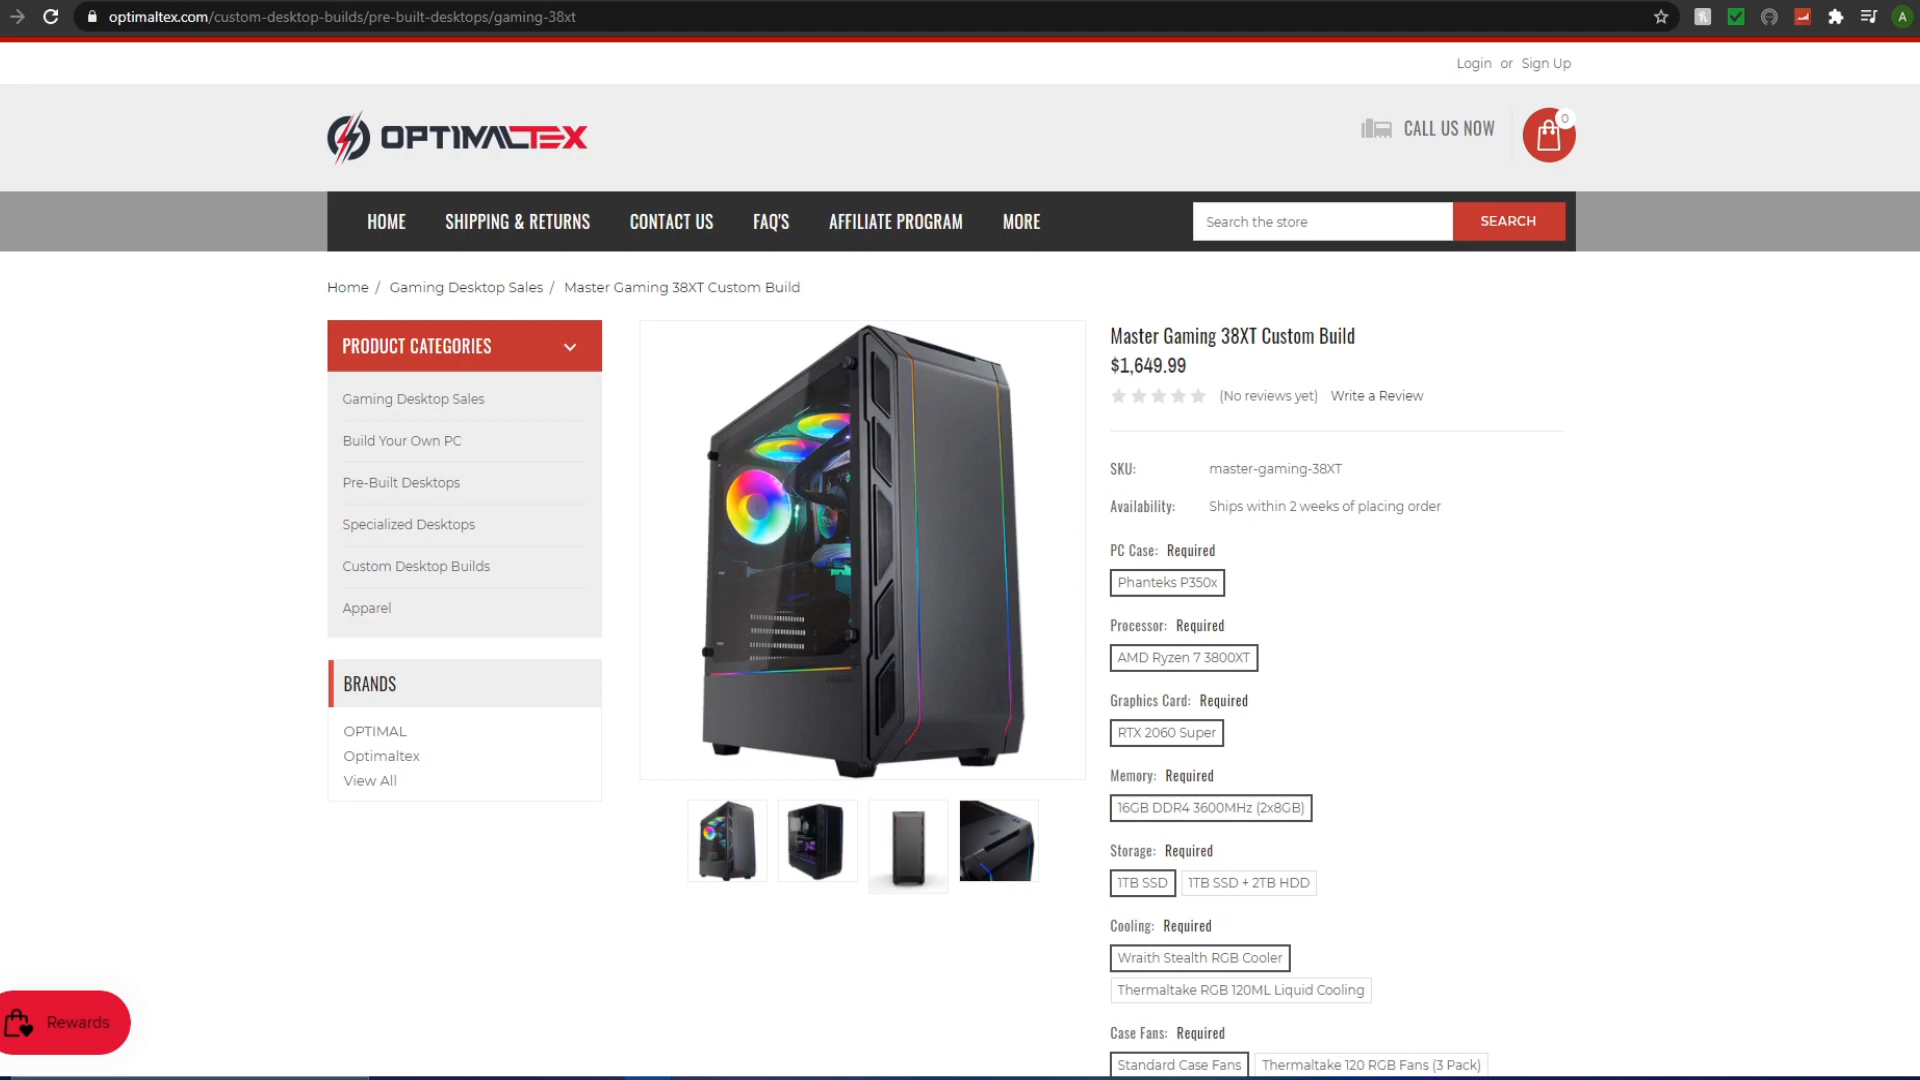 optimaltex.com/custom-desktop-builds/pre-built-desktops/gaming-38xt
A
Login or Sign Up
OPTIMALTEX
CALL US NOW
0
HOME SHIPPING & RETURNS CONTACT US FAQ'S AFFILIATE PROGRAM MORE
Search the store
SEARCH
Home / Gaming Desktop Sales / Master Gaming 38XT Custom Build
PRODUCT CATEGORIES
Gaming Desktop Sales
Build Your Own PC
Pre-Built Desktops
Specialized Desktops
Custom Desktop Builds
Apparel
BRANDS
OPTIMAL
Optimaltex
View All
Master Gaming 38XT Custom Build
$1,649.99
(No reviews yet) Write a Review
SKU: master-gaming-38XT
Availability: Ships within 2 weeks of placing order
PC Case: Required
Phanteks P350x
Processor: Required
AMD Ryzen 7 3800XT
Graphics Card: Required
RTX 2060 Super
Memory: Required
16GB DDR4 3600MHz (2x8GB)
Storage: Required
1TB SSD 1TB SSD + 2TB HDD
Cooling: Required
Wraith Stealth RGB Cooler
Thermaltake RGB 120ML Liquid Cooling
Case Fans: Required
Standard Case Fans Thermaltake 120 RGB Fans (3 Pack)
Rewards